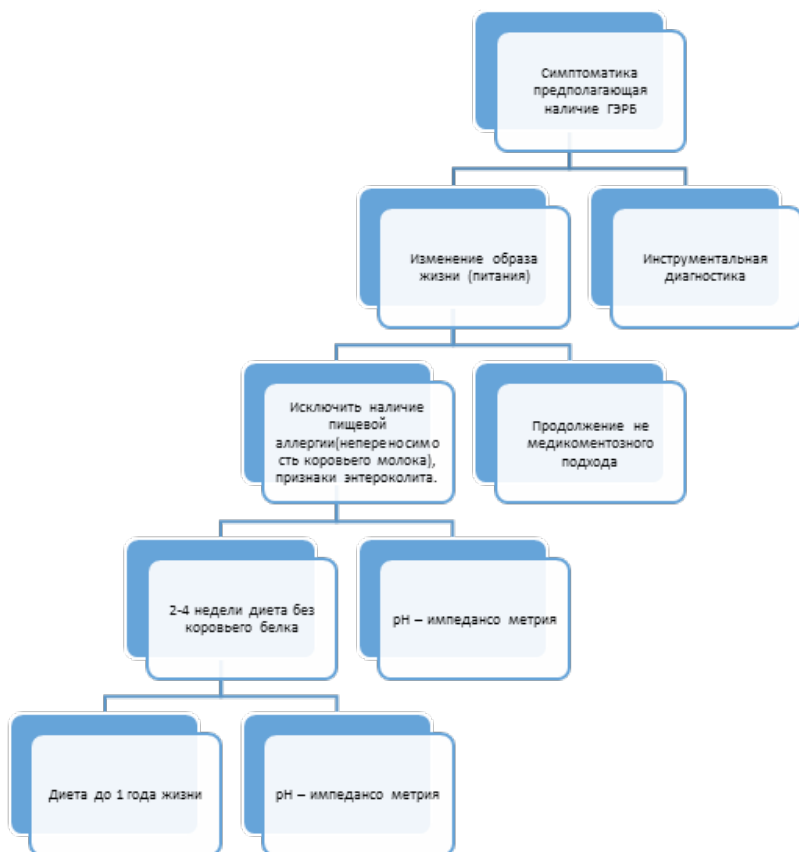 Симптоматика
предполагающая
наличие ГЭРБ
Изменение образа
жизни (питания)
Инструментальная
диагностика
Исключить наличие
пищевой
аллергии(непереносимо
сть коровьего молока),
признаки энтероколита.
Продолжение не
медикоментозного
подхода
2-4 недели диета без
коровьего белка
pH – импедансо метрия
Диета до 1 года жизни
pH – импедансо метрия